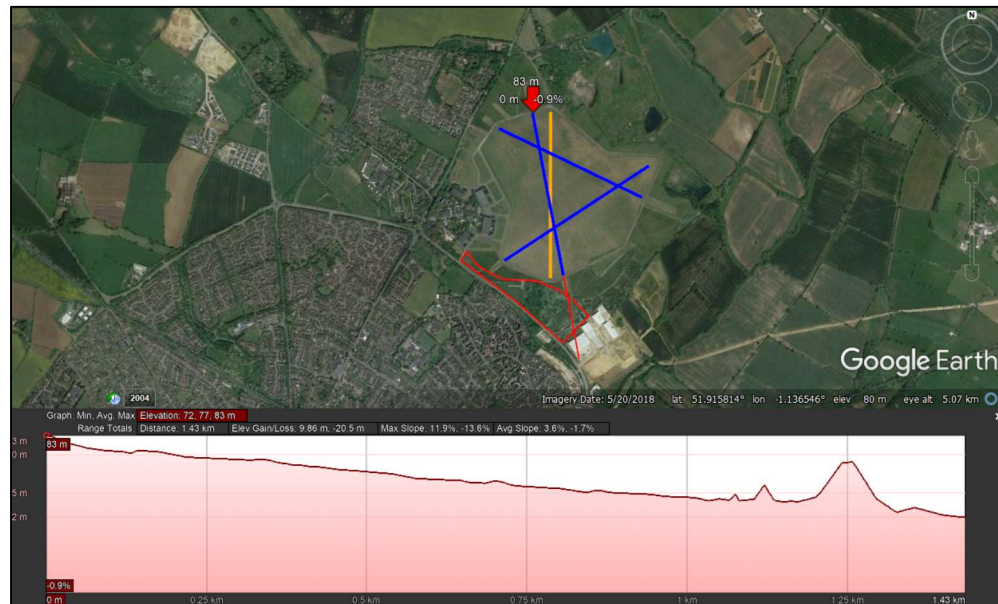 N
83 m
0 m -0.9%
Google Earth
2004
Imagery Date: 5/20/2018 lat 51.915814° lon -1.136546° elev 80 m eye alt 5.07 km
Graph: Min, Avg, Max Elevation: 72, 77, 83 m
Range Totals: Distance: 1.43 km Elev Gain/Loss: 9.86 m, -20.5 m Max Slope: 11.9%, -13.6% Avg Slope: 3.6%, -1.7%
3 m
83 m
0 m
5 m
2 m
-0.9%
0 m 0.25 km 0.5 km 0.75 km 1 km 1.25 km 1.43 km